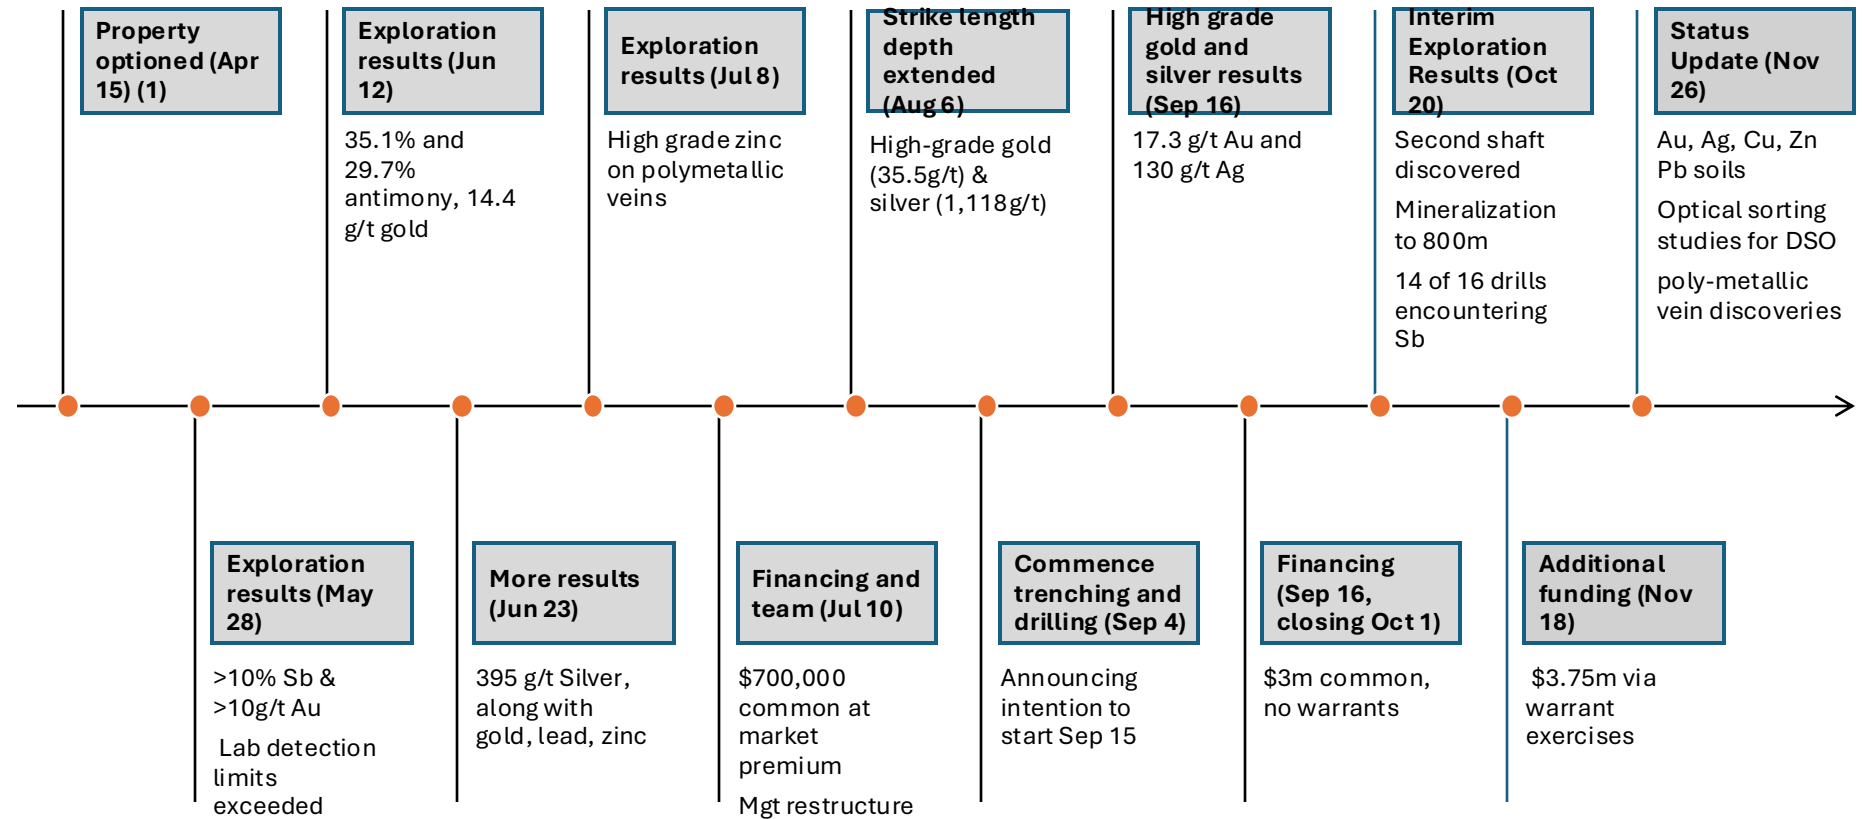 Property
optioned (Apr
15) (1)
Exploration
results (Jun
12)
35.1% and
29.7%
antimony, 14.4
g/t gold
Exploration
results (Jul 8)
High grade zinc
on polymetallic
veins
Strike length
depth
extended
(Aug 6)
High-grade gold
(35.5g/t) &
silver (1,118g/t)
High grade
gold and
silver results
(Sep 16)
17.3 g/t Au and
130 g/t Ag
Interim
Exploration
Results (Oct
20)
Second shaft
discovered
Mineralization
to 800m
14 of 16 drills
encountering
Sb
Status
Update (Nov
26)
Au, Ag, Cu, Zn
Pb soils
Optical sorting
studies for DSO
poly-metallic
vein discoveries
Exploration
results (May
28)
>10% Sb &
>10g/t Au
Lab detection
limits
exceeded
More results
(Jun 23)
395 g/t Silver,
along with
gold, lead, zinc
Financing and
team (Jul 10)
$700,000
common at
market
premium
Mgt restructure
Commence
trenching and
drilling (Sep 4)
Announcing
intention to
start Sep 15
Financing
(Sep 16,
closing Oct 1)
$3m common,
no warrants
Additional
funding (Nov
18)
$3.75m via
warrant
exercises